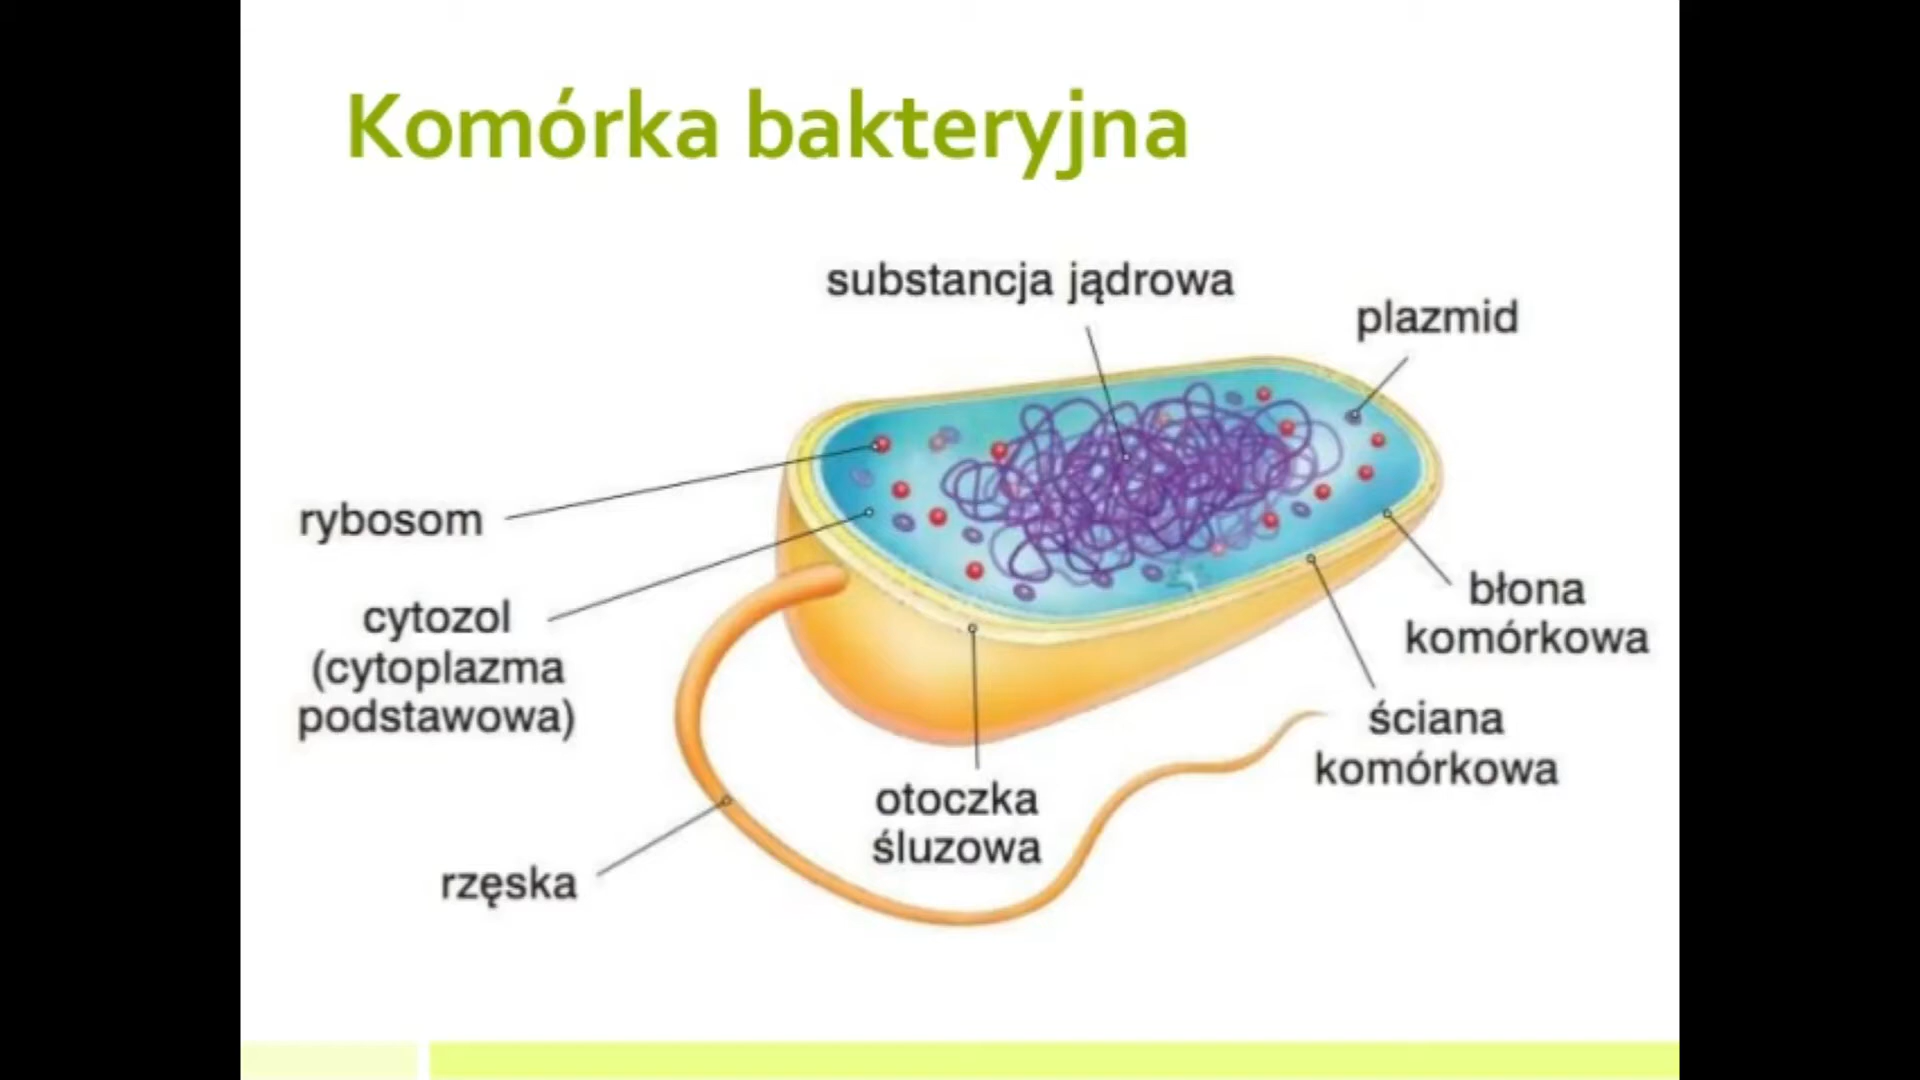 Komórka bakteryjna
substancja jądrowa
plazmid
rybosom
cytozol
(cytoplazma
podstawowa)
błona
komórkowa
ściana
komórkowa
otoczka
śluzowa
rzęska